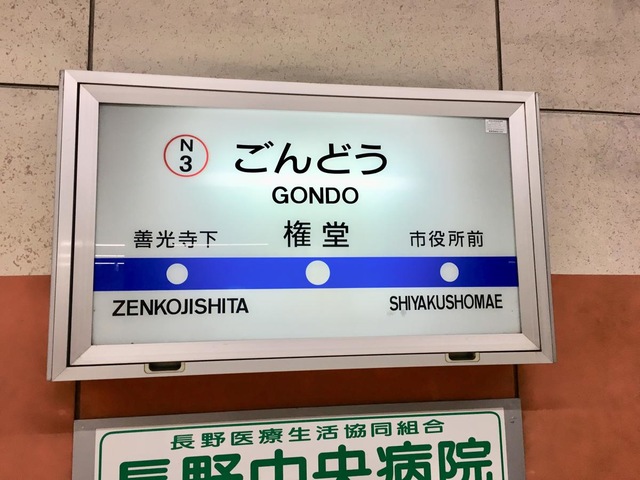 N
3
ごんどう
GONDO
善光寺下 権堂 市役所前
ZENKOJISHITA SHIYAKUSHOMAE
長野医療生活協同組合
長野中央病院